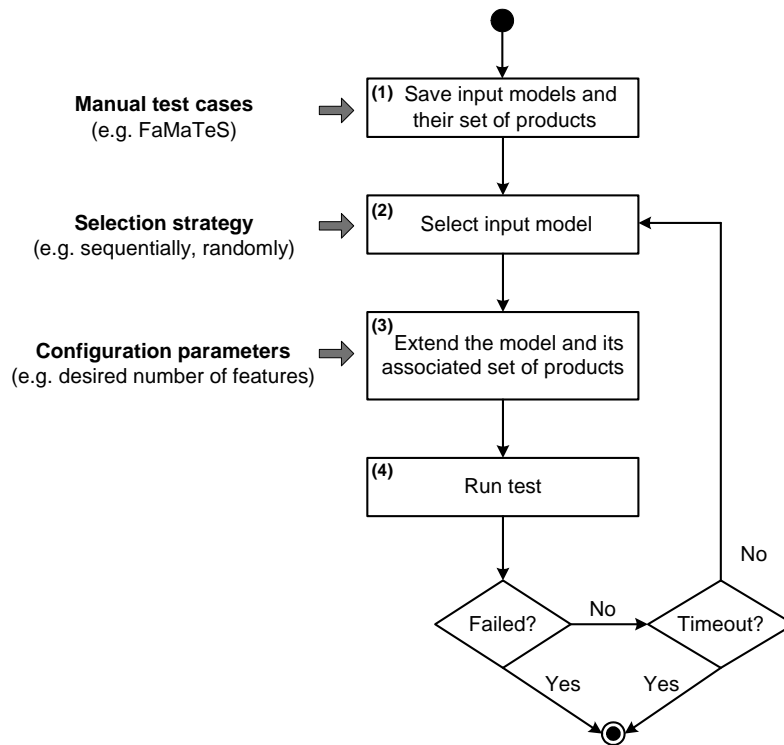 Manual test cases
(e.g. FaMaTeS)
(1) Save input models and
their set of products
Selection strategy
(e.g. sequentially, randomly)
(2) Select input model
Configuration parameters
(e.g. desired number of features)
(3) Extend the model and its
associated set of products
(4) Run test
No
Failed?
No
Timeout?
Yes
Yes